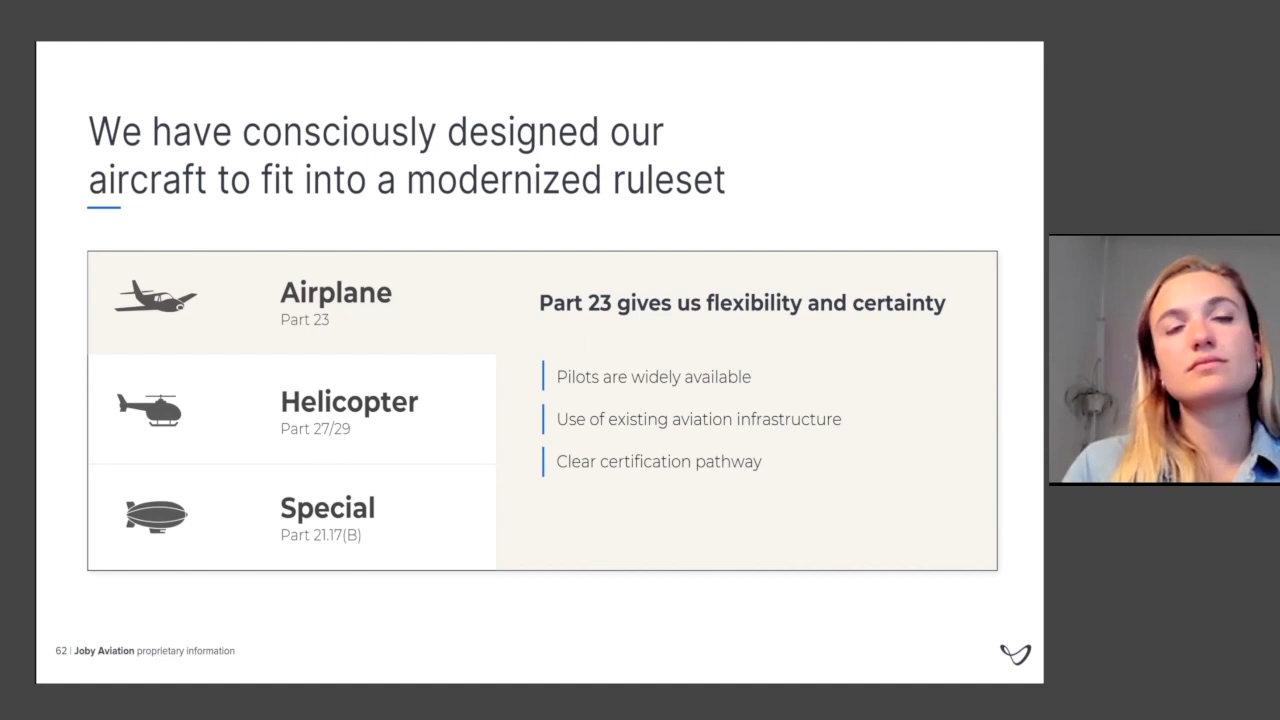 We have consciously designed our
aircraft to fit into a modernized ruleset
Airplane
Part 23
Helicopter
Part 27/29
Special
Part 21.17(B)
Part 23 gives us flexibility and certainty
Pilots are widely available
Use of existing aviation infrastructure
Clear certification pathway
62 | Joby Aviation proprietary information